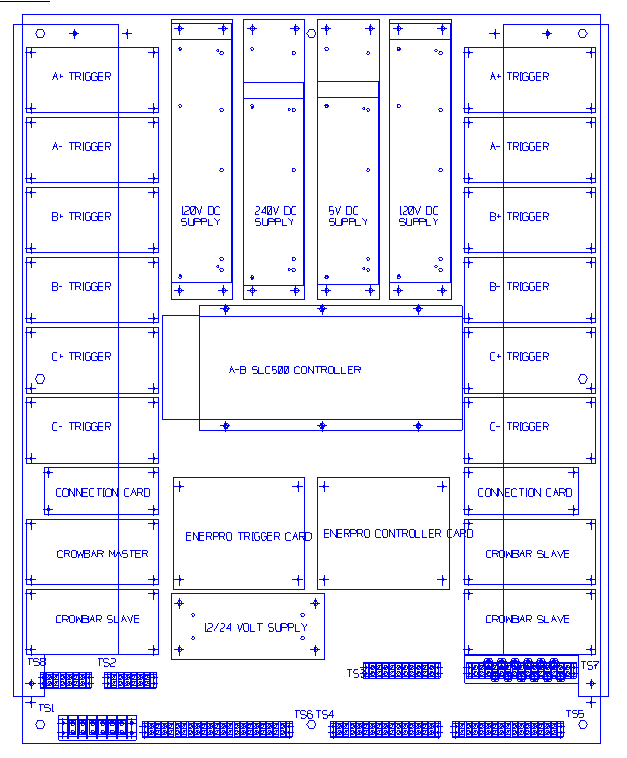 A+ TRIGGER
A- TRIGGER
B+ TRIGGER
B- TRIGGER
C+ TRIGGER
C- TRIGGER
CONNECTION CARD
CROWBAR MASTER
CROWBAR SLAVE
120V DC
SUPPLY
240V DC
SUPPLY
5V DC
SUPPLY
120V DC
SUPPLY
A-B SLC500 CONTROLLER
ENERPRO TRIGGER CARD
ENERPRO CONTROLLER CARD
12/24 VOLT SUPPLY
A+ TRIGGER
A- TRIGGER
B+ TRIGGER
B- TRIGGER
C+ TRIGGER
C- TRIGGER
CONNECTION CARD
CROWBAR SLAVE
CROWBAR SLAVE
TS8
TS2
TS3
TS7
TS1
TS6 TS4
TS5